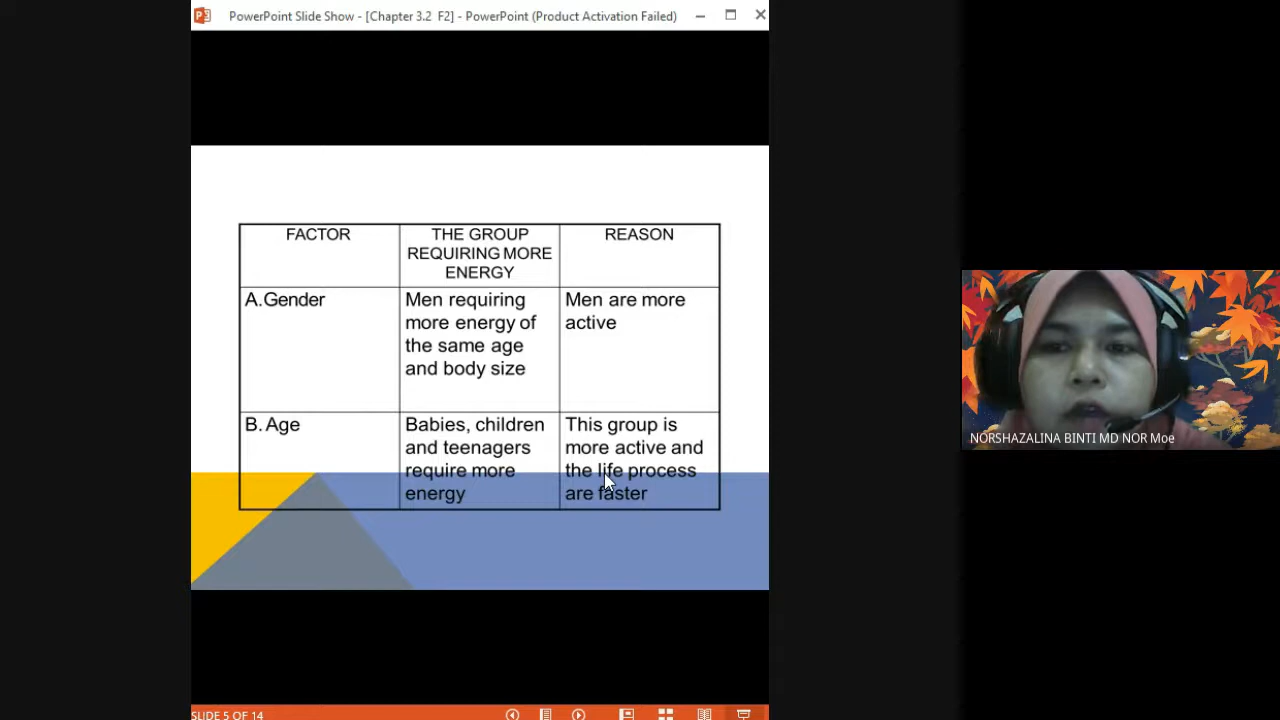 PowerPoint Slide Show - [Chapter 3.2 F2] - PowerPoint (Product Activation Failed)
FACTOR
THE GROUP
REQUIRING MORE
ENERGY
REASON
A.Gender
Men requiring
more energy of
the same age
and body size
Men are more
active
B. Age
Babies, children
and teenagers
require more
energy
This group is
more active and
the life process
are faster
NORSHAZALINA BINTI MD NOR Moe
SLIDE 5 OF 14